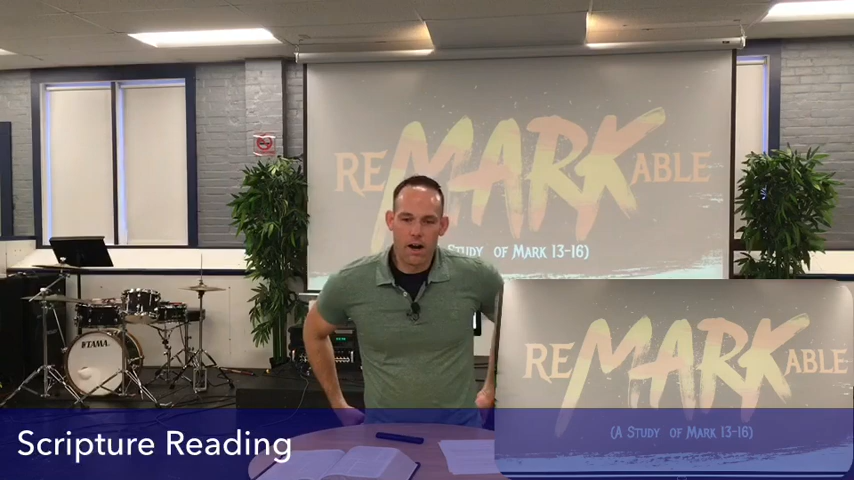 REMARKABLE
(A Study of Mark 13-16)
REMARKABLE
(A Study of Mark 13-16)
TAMA
Scripture Reading